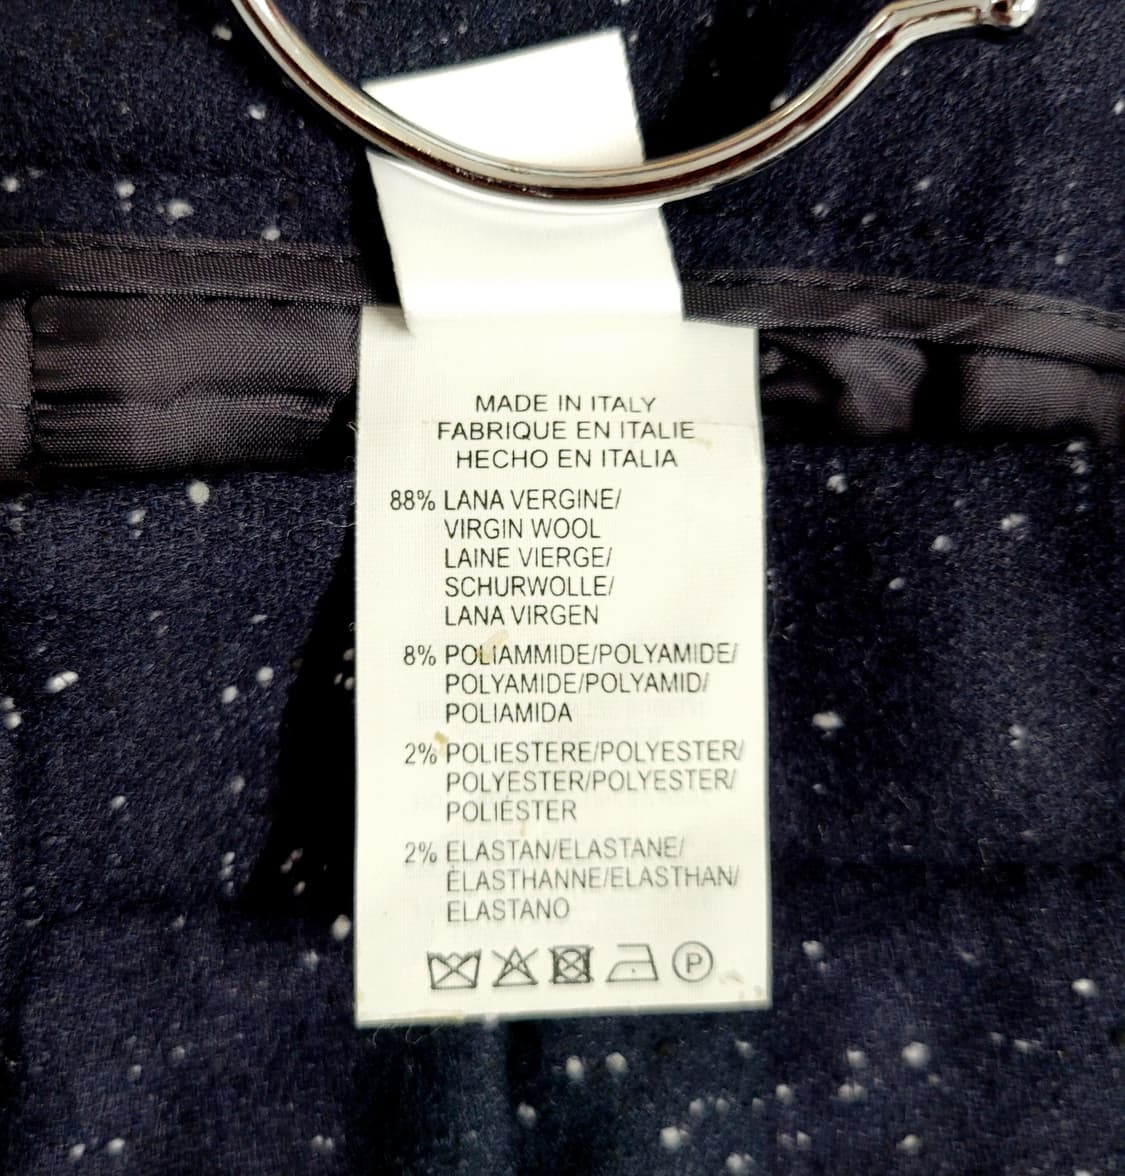 MADE IN ITALY
FABRIQUE EN ITALIE
HECHO EN ITALIA
88% LANA VERGINE/
VIRGIN WOOL
LAINE VIERGE/
SCHURWOLLE/
LANA VIRGEN
8% POLIAMMIDE/POLYAMIDE/
POLYAMIDE/POLYAMID/
POLIAMIDA
2% POLIESTERE/POLYESTER/
POLYESTER/POLYESTER/
POLIÉSTER
2% ELASTAN/ELASTANE/
ÉLASTHANNE/ELASTHAN/
ELASTANO
P